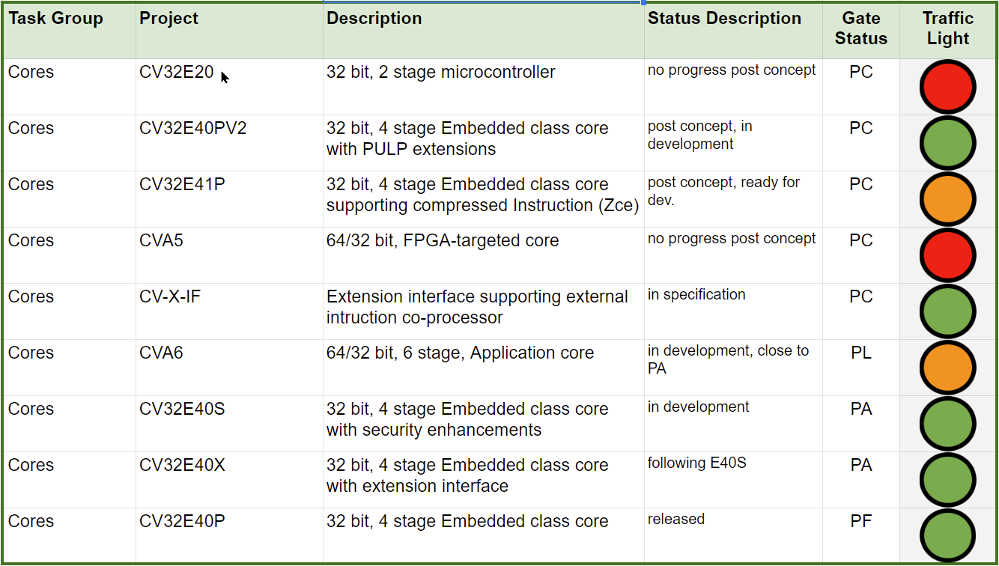 Task Group Project Description Status Description Gate Status Traffic Light
Cores CV32E20 32 bit, 2 stage microcontroller no progress post concept PC
Cores CV32E40PV2 32 bit, 4 stage Embedded class core post concept, in PC
with PULP extensions development
Cores CV32E41P 32 bit, 4 stage Embedded class core post concept, ready for PC
supporting compressed Instruction (Zce) dev.
Cores CVA5 64/32 bit, FPGA-targeted core no progress post concept PC
Cores CV-X-IF Extension interface supporting external in specification PC
intruction co-processor
Cores CVA6 64/32 bit, 6 stage, Application core in development, close to PL
PA
Cores CV32E40S 32 bit, 4 stage Embedded class core in development PA
with security enhancements
Cores CV32E40X 32 bit, 4 stage Embedded class core following E40S PA
with extension interface
Cores CV32E40P 32 bit, 4 stage Embedded class core released PF